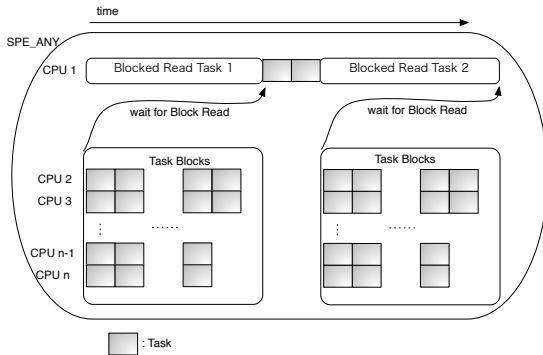 time
SPE_ANY
CPU 1
Blocked Read Task 1
Blocked Read Task 2
wait for Block Read
wait for Block Read
Task Blocks
Task Blocks
CPU 2
CPU 3
CPU n-1
CPU n
: Task